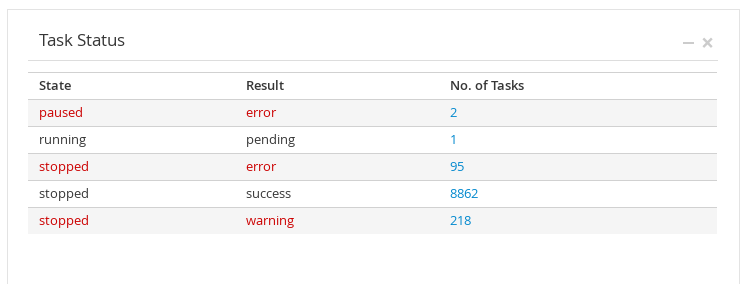 Task Status
State Result No. of Tasks
paused error 2
running pending 1
stopped error 95
stopped success 8862
stopped warning 218